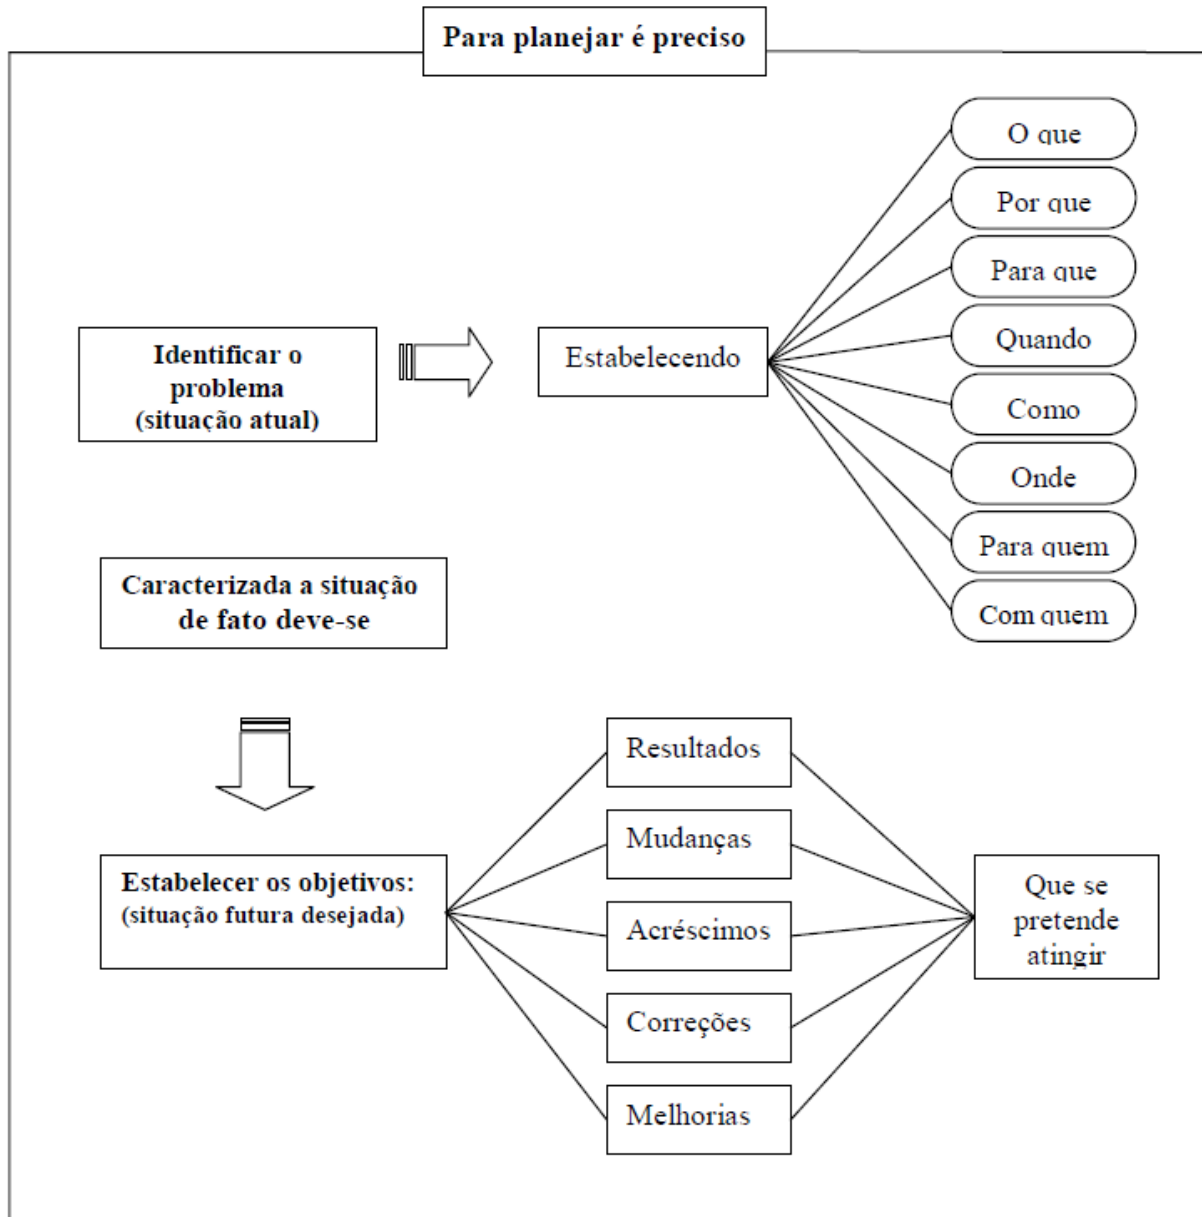 Para planejar é preciso
O que
Por que
Para que
Identificar o
problema
(situação atual)
Estabelecendo
Quando
Como
Onde
Para quem
Com quem
Caracterizada a situação
de fato deve-se
Estabelecer os objetivos:
(situação futura desejada)
Resultados
Mudanças
Acréscimos
Correções
Melhorias
Que se
pretende
atingir